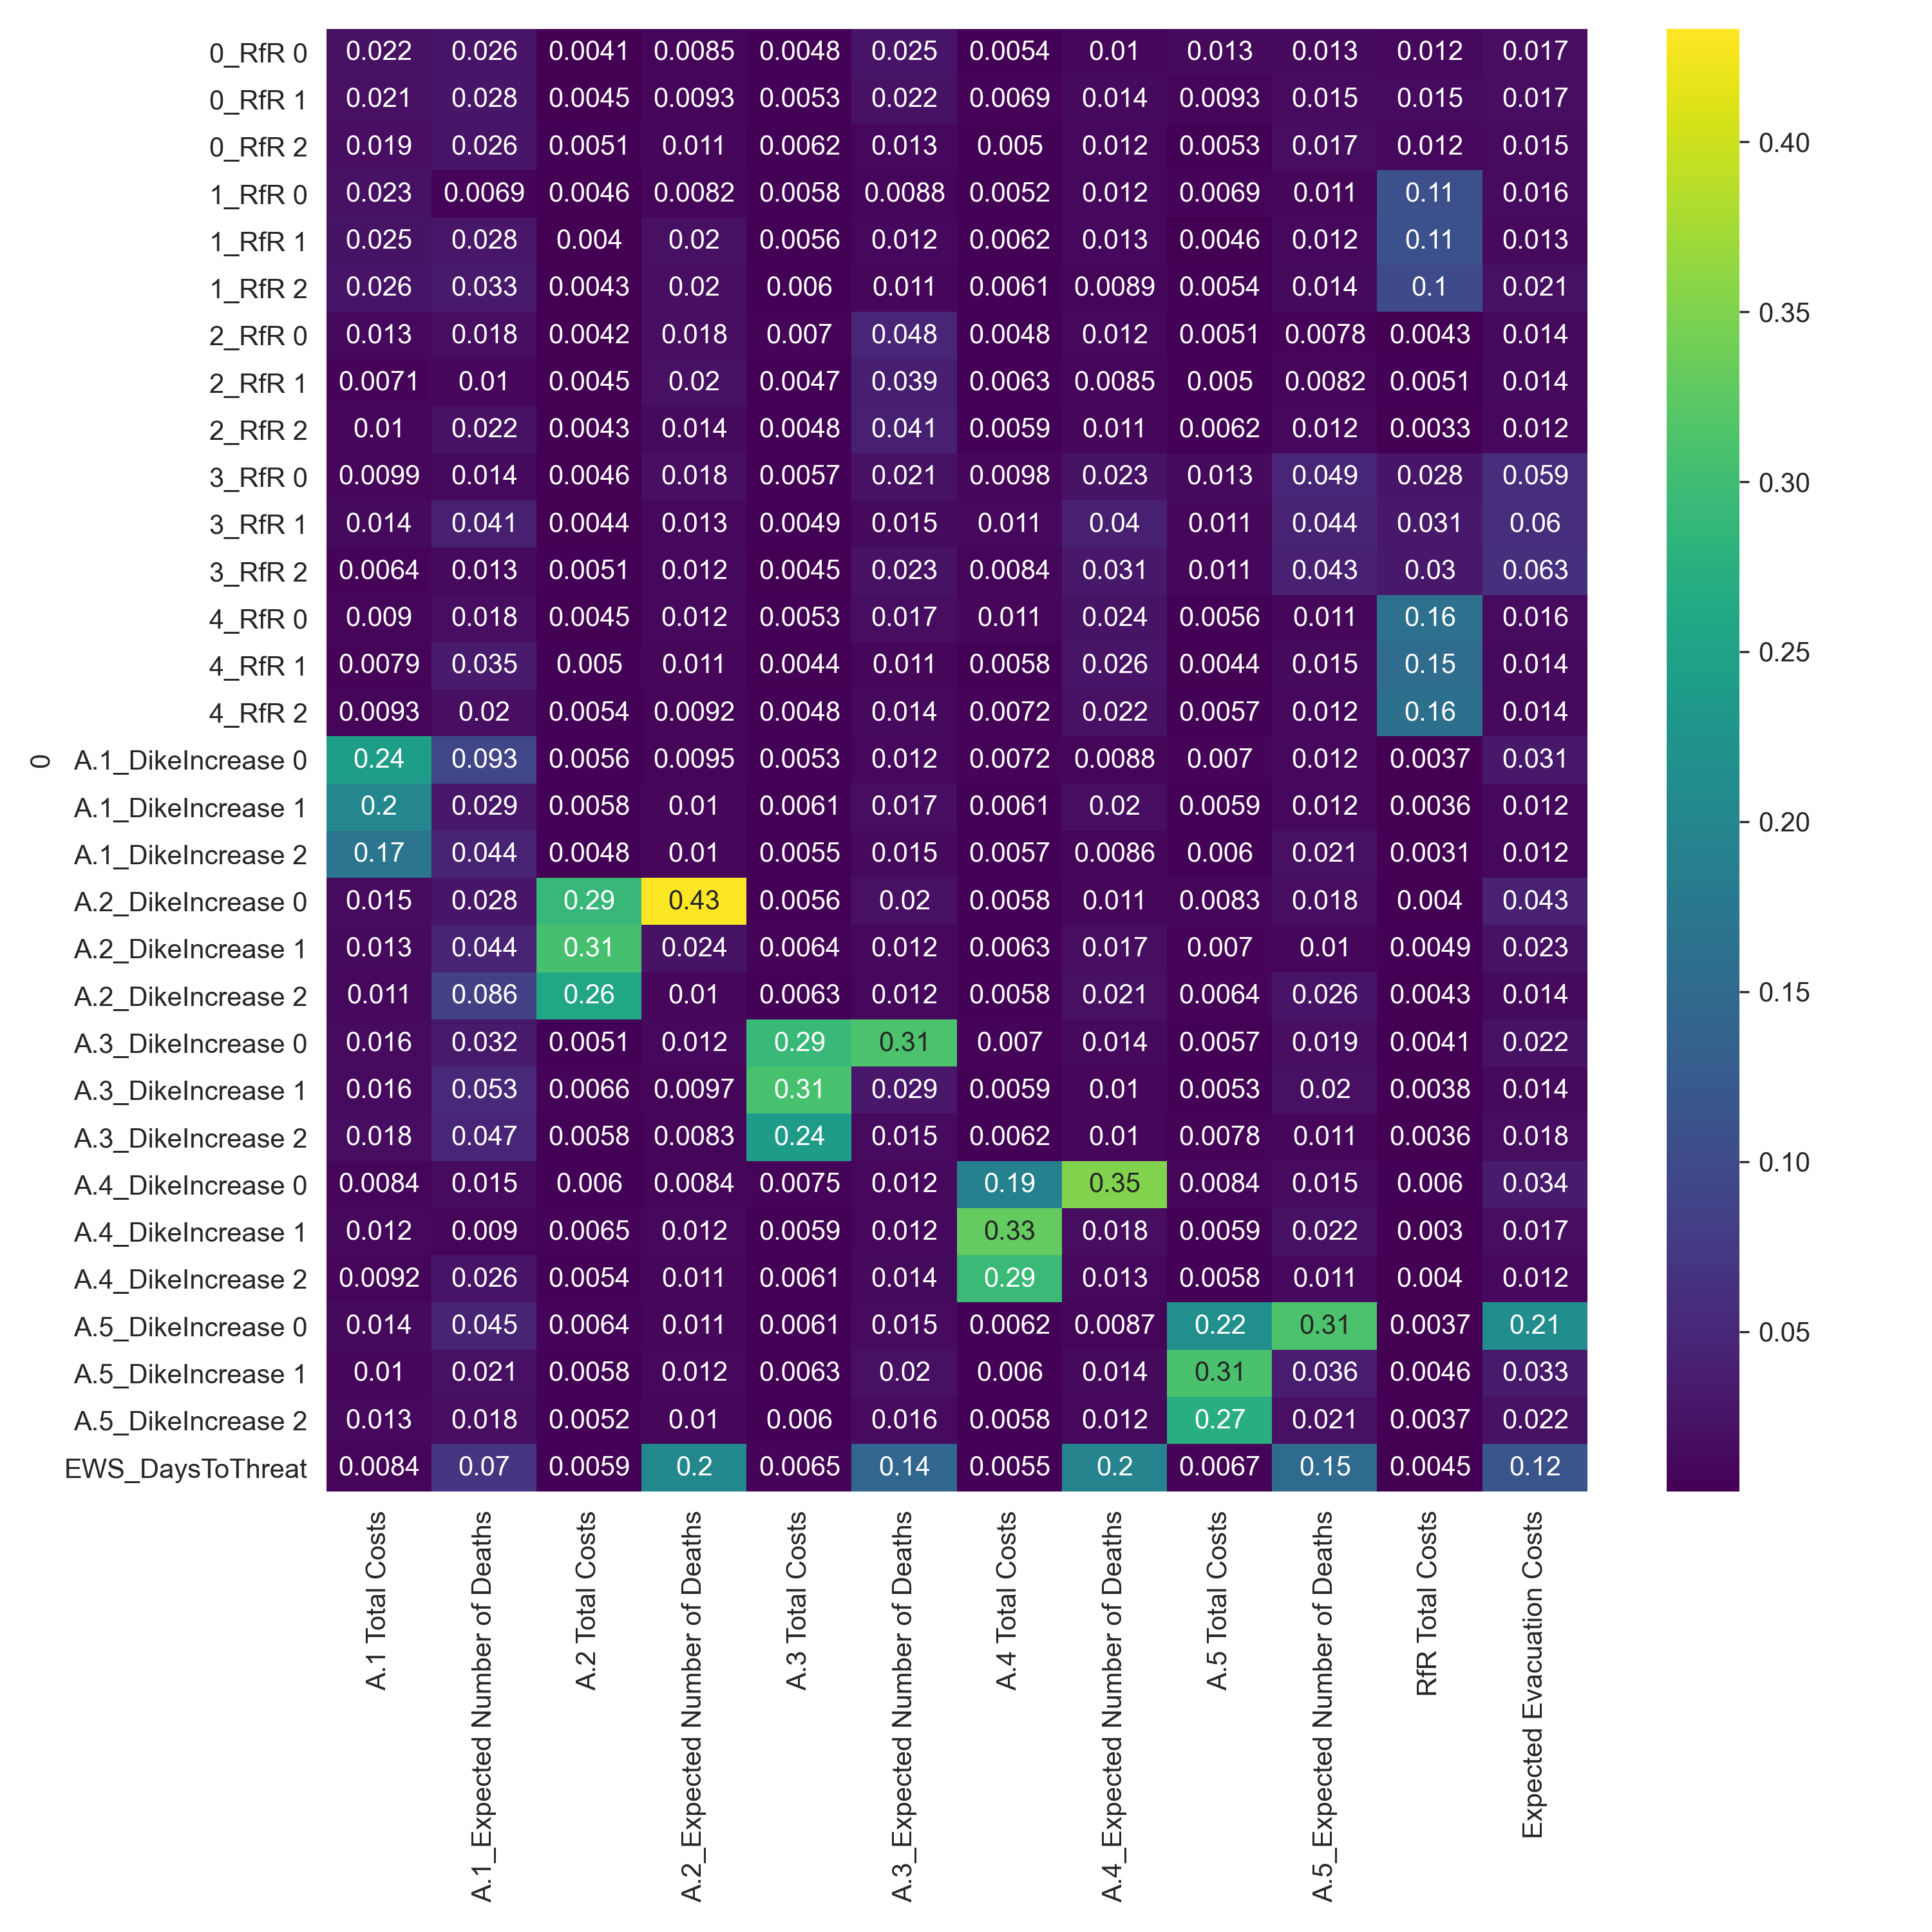 0_RfR 0 0.022 0.026 0.0041 0.0085 0.0048 0.025 0.0054 0.01 0.013 0.013 0.012 0.017
0_RfR 1 0.021 0.028 0.0045 0.0093 0.0053 0.022 0.0069 0.014 0.0093 0.015 0.015 0.017
0_RfR 2 0.019 0.026 0.0051 0.011 0.0062 0.013 0.005 0.012 0.0053 0.017 0.012 0.015
1_RfR 0 0.023 0.0069 0.0046 0.0082 0.0058 0.0088 0.0052 0.012 0.0069 0.011 0.11 0.016
1_RfR 1 0.025 0.028 0.004 0.02 0.0056 0.012 0.0062 0.013 0.0046 0.012 0.11 0.013
1_RfR 2 0.026 0.033 0.0043 0.02 0.006 0.011 0.0061 0.0089 0.0054 0.014 0.1 0.021
2_RfR 0 0.013 0.018 0.0042 0.018 0.007 0.048 0.0048 0.012 0.0051 0.0078 0.0043 0.014
2_RfR 1 0.0071 0.01 0.0045 0.02 0.0047 0.039 0.0063 0.0085 0.005 0.0082 0.0051 0.014
2_RfR 2 0.01 0.022 0.0043 0.014 0.0048 0.041 0.0059 0.011 0.0062 0.012 0.0033 0.012
3_RfR 0 0.0099 0.014 0.0046 0.018 0.0057 0.021 0.0098 0.023 0.013 0.049 0.028 0.059
3_RfR 1 0.014 0.041 0.0044 0.013 0.0049 0.015 0.011 0.04 0.011 0.044 0.031 0.06
3_RfR 2 0.0064 0.013 0.0051 0.012 0.0045 0.023 0.0084 0.031 0.011 0.043 0.03 0.063
4_RfR 0 0.009 0.018 0.0045 0.012 0.0053 0.017 0.011 0.024 0.0056 0.011 0.16 0.016
4_RfR 1 0.0079 0.035 0.005 0.011 0.0044 0.011 0.0058 0.026 0.0044 0.015 0.15 0.014
4_RfR 2 0.0093 0.02 0.0054 0.0092 0.0048 0.014 0.0072 0.022 0.0057 0.012 0.16 0.014
A.1_DikeIncrease 0 0.24 0.093 0.0056 0.0095 0.0053 0.012 0.0072 0.0088 0.007 0.012 0.0037 0.031
A.1_DikeIncrease 1 0.2 0.029 0.0058 0.01 0.0061 0.017 0.0061 0.02 0.0059 0.012 0.0036 0.012
A.1_DikeIncrease 2 0.17 0.044 0.0048 0.01 0.0055 0.015 0.0057 0.0086 0.006 0.021 0.0031 0.012
A.2_DikeIncrease 0 0.015 0.028 0.29 0.43 0.0056 0.02 0.0058 0.011 0.0083 0.018 0.004 0.043
A.2_DikeIncrease 1 0.013 0.044 0.31 0.024 0.0064 0.012 0.0063 0.017 0.007 0.01 0.0049 0.023
A.2_DikeIncrease 2 0.011 0.086 0.26 0.01 0.0063 0.012 0.0058 0.021 0.0064 0.026 0.0043 0.014
A.3_DikeIncrease 0 0.016 0.032 0.0051 0.012 0.29 0.31 0.007 0.014 0.0057 0.019 0.0041 0.022
A.3_DikeIncrease 1 0.016 0.053 0.0066 0.0097 0.31 0.029 0.0059 0.01 0.0053 0.02 0.0038 0.014
A.3_DikeIncrease 2 0.018 0.047 0.0058 0.0083 0.24 0.015 0.0062 0.01 0.0078 0.011 0.0036 0.018
A.4_DikeIncrease 0 0.0084 0.015 0.006 0.0084 0.0075 0.012 0.19 0.35 0.0084 0.015 0.006 0.034
A.4_DikeIncrease 1 0.012 0.009 0.0065 0.012 0.0059 0.012 0.33 0.018 0.0059 0.022 0.003 0.017
A.4_DikeIncrease 2 0.0092 0.026 0.0054 0.011 0.0061 0.014 0.29 0.013 0.0058 0.011 0.004 0.012
A.5_DikeIncrease 0 0.014 0.045 0.0064 0.011 0.0061 0.015 0.0062 0.0087 0.22 0.31 0.0037 0.21
A.5_DikeIncrease 1 0.01 0.021 0.0058 0.012 0.0063 0.02 0.006 0.014 0.31 0.036 0.0046 0.033
A.5_DikeIncrease 2 0.013 0.018 0.0052 0.01 0.006 0.016 0.0058 0.012 0.27 0.021 0.0037 0.022
EWS_DaysToThreat 0.0084 0.07 0.0059 0.2 0.0065 0.14 0.0055 0.2 0.0067 0.15 0.0045 0.12
0
A.1 Total Costs
A.1_Expected Number of Deaths
A.2 Total Costs
A.2_Expected Number of Deaths
A.3 Total Costs
A.3_Expected Number of Deaths
A.4 Total Costs
A.4_Expected Number of Deaths
A.5 Total Costs
A.5_Expected Number of Deaths
RfR Total Costs
Expected Evacuation Costs
0.40
0.35
0.30
0.25
0.20
0.15
0.10
0.05